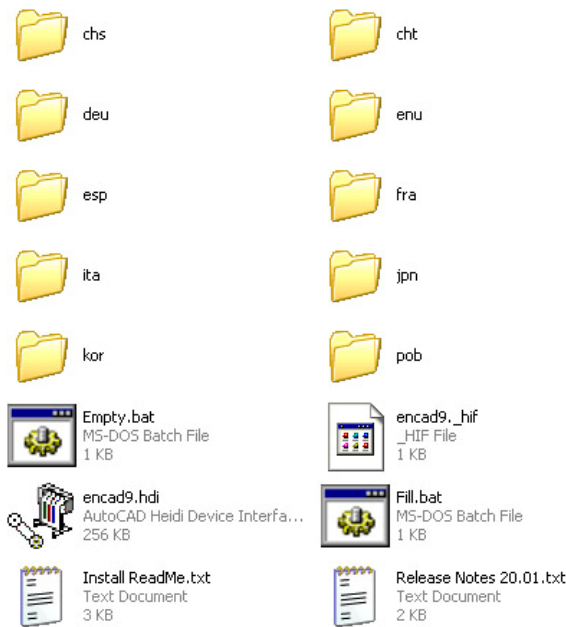 chs
cht
deu
enu
esp
fra
ita
jpn
kor
pob
Empty.bat
MS-DOS Batch File
1 KB
encad9._hif
_HIF File
1 KB
encad9.hdi
AutoCAD Heidi Device Interfa...
256 KB
Fill.bat
MS-DOS Batch File
1 KB
Install ReadMe.txt
Text Document
3 KB
Release Notes 20.01.txt
Text Document
2 KB